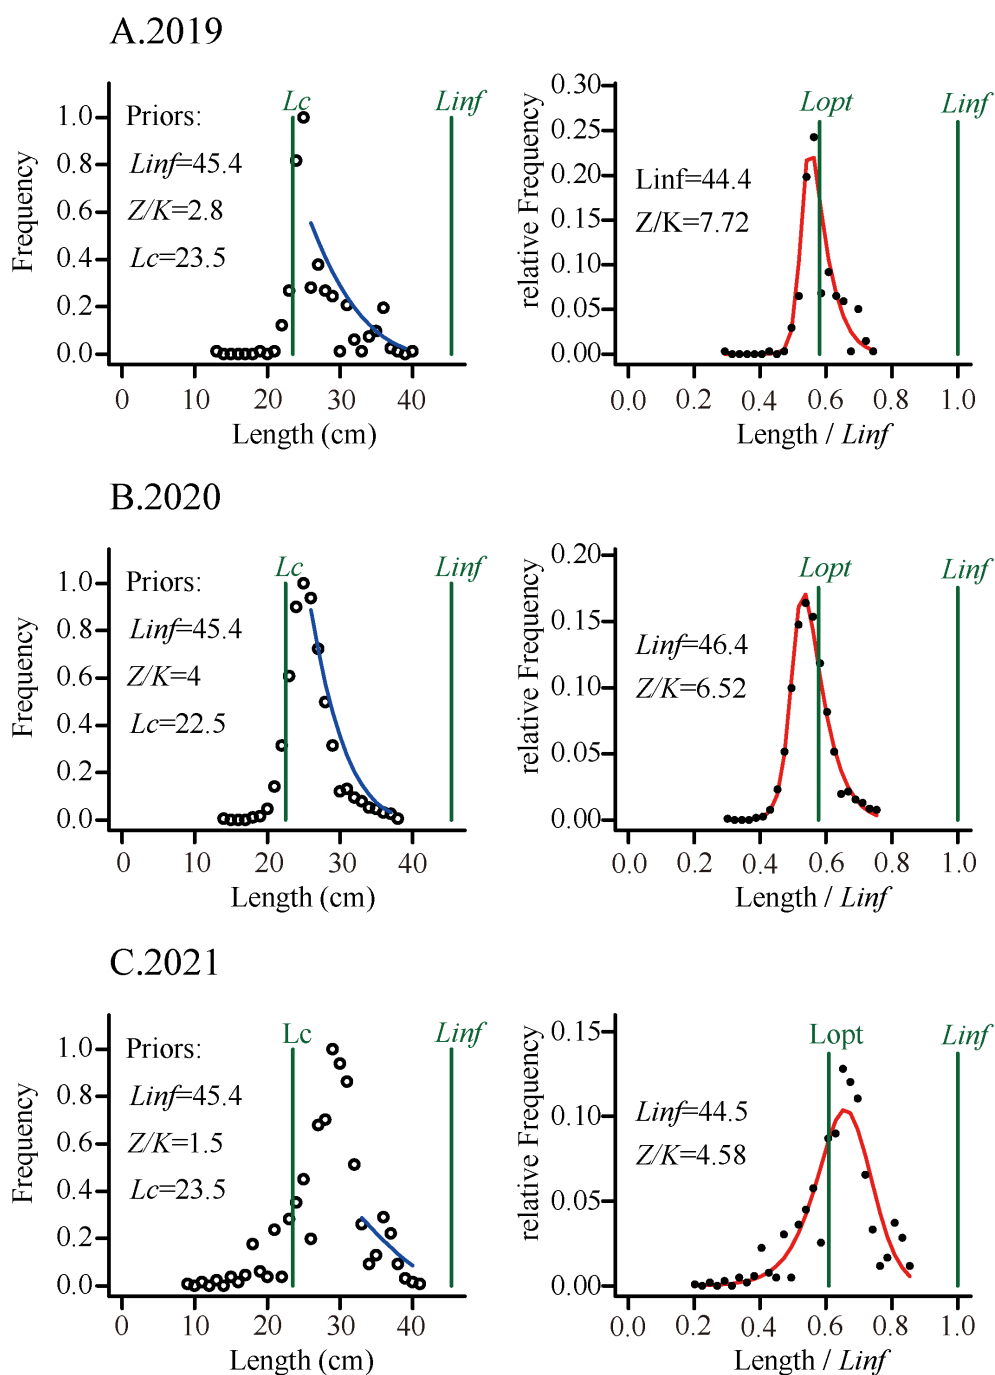 A.2019
Frequency
1.0
0.8
0.6
0.4
0.2
0.0
Priors:
Linf=45.4
Z/K=2.8
Lc=23.5
Lc
Linf
0 10 20 30 40
Length (cm)
relative Frequency
0.30
0.25
0.20
0.15
0.10
0.05
0.00
Linf=44.4
Z/K=7.72
Lopt
Linf
0.0 0.2 0.4 0.6 0.8 1.0
Length / Linf
B.2020
Frequency
1.0
0.8
0.6
0.4
0.2
0.0
Priors:
Linf=45.4
Z/K=4
Lc=22.5
Lc
Linf
0 10 20 30 40
Length (cm)
relative Frequency
0.20
0.15
0.10
0.05
0.00
Linf=46.4
Z/K=6.52
Lopt
Linf
0.0 0.2 0.4 0.6 0.8 1.0
Length / Linf
C.2021
Frequency
1.0
0.8
0.6
0.4
0.2
0.0
Priors:
Linf=45.4
Z/K=1.5
Lc=23.5
Lc
Linf
0 10 20 30 40
Length (cm)
relative Frequency
0.15
0.10
0.05
0.00
Linf=44.5
Z/K=4.58
Lopt
Linf
0.0 0.2 0.4 0.6 0.8 1.0
Length / Linf